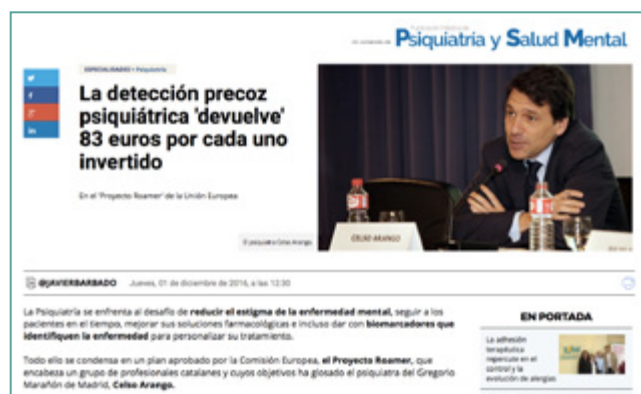 Psiquiatría y Salud Mental
ESPECIALIDADES > Psiquiatría
La detección precoz
psiquiátrica 'devuelve'
83 euros por cada uno
invertido
En el 'Proyecto Roamer' de la Unión Europea
CELSO ARANGO
El psiquiatra Celso Arango
@JAVIERBARBADO Jueves, 01 de diciembre de 2016, a las 12:30
La Psiquiatría se enfrenta al desafío de reducir el estigma de la enfermedad mental, seguir a los
pacientes en el tiempo, mejorar sus soluciones farmacológicas e incluso dar con biomarcadores que
identifiquen la enfermedad para personalizar su tratamiento.
Todo ello se condensa en un plan aprobado por la Comisión Europea, el Proyecto Roamer, que
encabeza un grupo de profesionales catalanes y cuyos objetivos ha glosado el psiquiatra del Gregorio
Marañón de Madrid, Celso Arango.
EN PORTADA
La adhesión
terapéutica
repercute en el
control y la
evolución de alergias